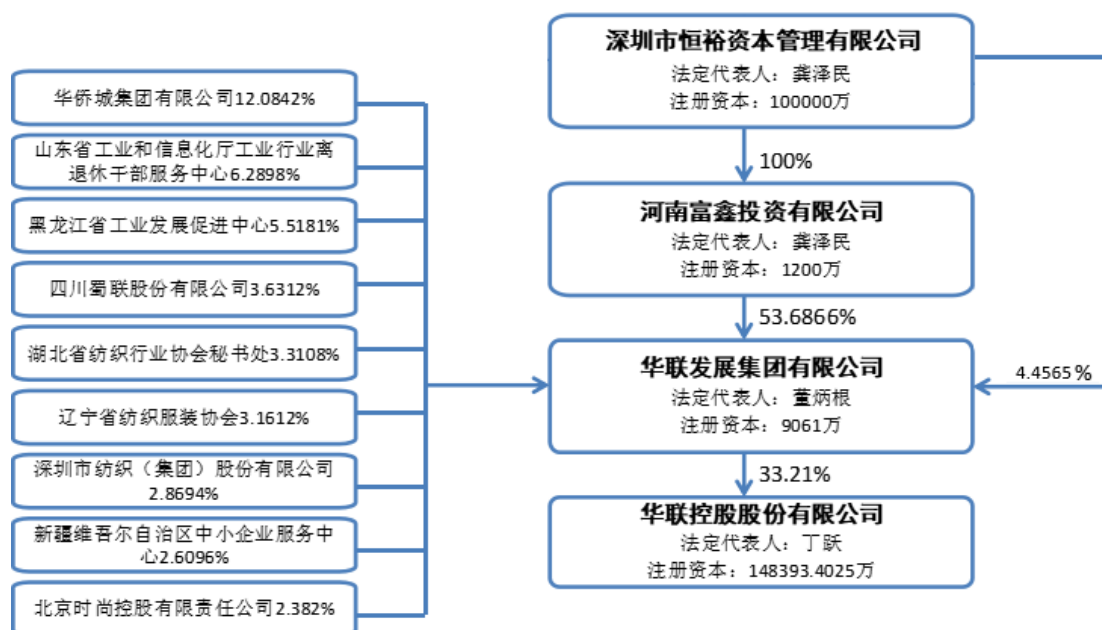 深圳市恒裕资本管理有限公司
法定代表人：龚泽民
注册资本：100000万
100%
河南富鑫投资有限公司
法定代表人：龚泽民
注册资本：1200万
53.6866%
华侨城集团有限公司12.0842%
山东省工业和信息化厅工业行业离
退休干部服务中心6.2898%
黑龙江省工业发展促进中心5.5181%
四川蜀联股份有限公司3.6312%
湖北省纺织行业协会秘书处3.3108%
辽宁省纺织服装协会3.1612%
深圳市纺织（集团）股份有限公司
2.8694%
新疆维吾尔自治区中小企业服务中
心2.6096%
北京时尚控股有限责任公司2.382%
华联发展集团有限公司
法定代表人：董炳根
注册资本：9061万
4.4565%
33.21%
华联控股股份有限公司
法定代表人：丁跃
注册资本：148393.4025万